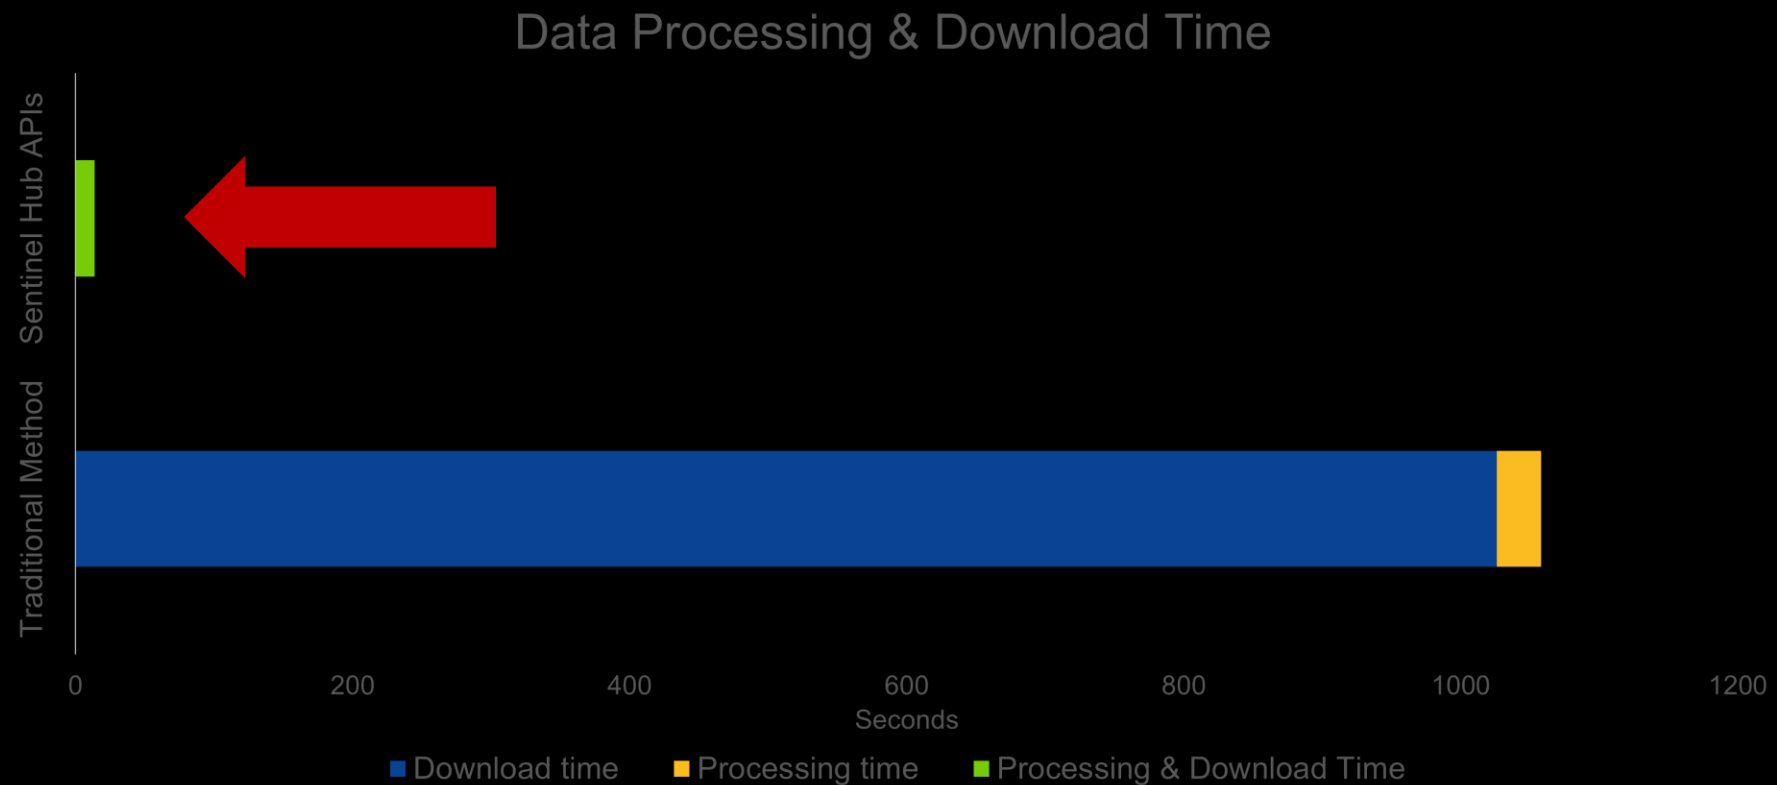 Data Processing & Download Time
Sentinel Hub APIs
Traditional Method
0 200 400 600 800 1000 1200
Seconds
Download time Processing time Processing & Download Time